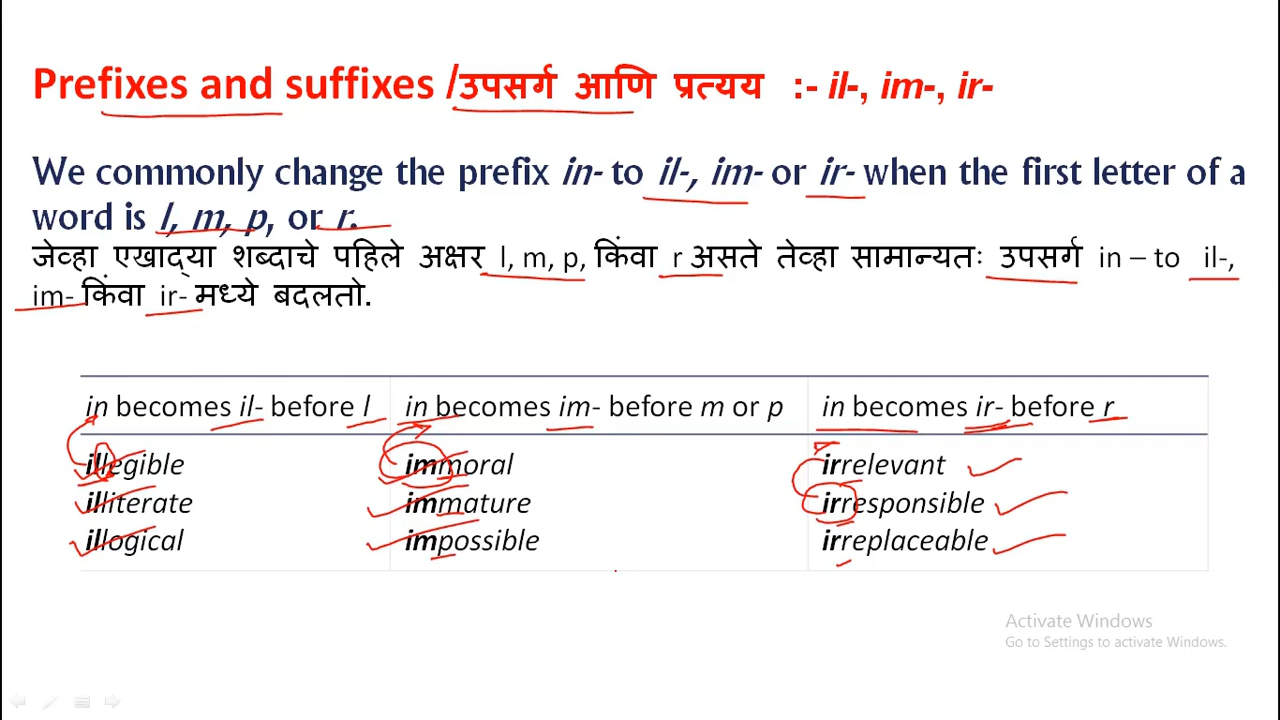 Prefixes and suffixes /उपसर्ग आणि प्रत्यय :- il-, im-, ir-
We commonly change the prefix in- to il-, im- or ir- when the first letter of a
word is l, m, p, or r.
जेव्हा एखाद्या शब्दाचे पहिले अक्षर l, m, p, किंवा r असते तेव्हा सामान्यतः उपसर्ग in – to il-,
im- किंवा ir- मध्ये बदलतो.
in becomes il- before l in becomes im- before m or p in becomes ir- before r
illegible immoral irrelevant
illiterate immature irresponsible
illogical impossible irreplaceable
Activate Windows
Go to Settings to activate Windows.